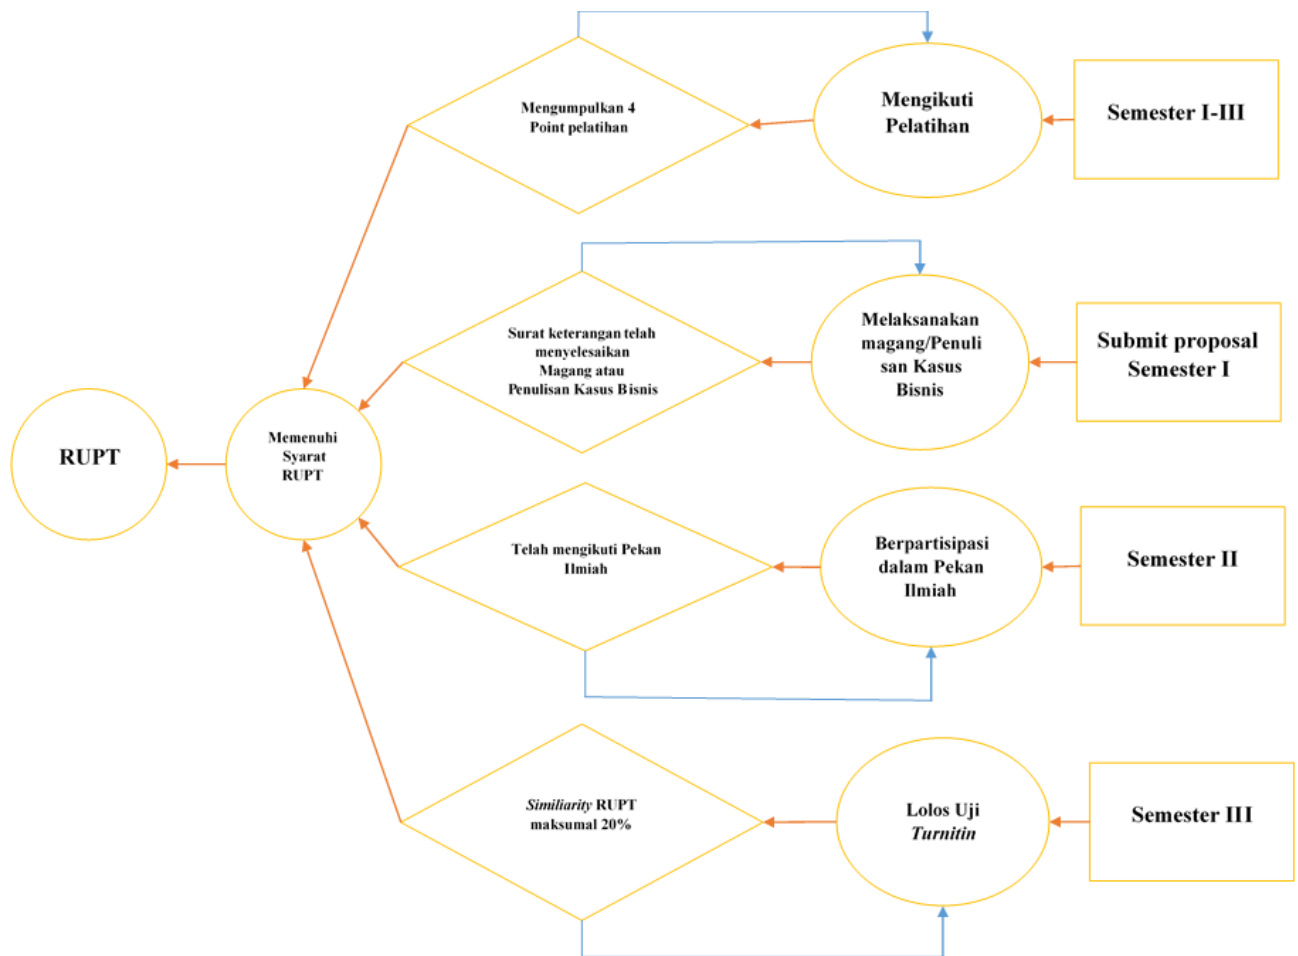 Mengumpulkan 4
Point pelatihan
Mengikuti
Pelatihan
Semester I-III
Surat keterangan telah
menyelesaikan
Magang atau
Penulisan Kasus Bisnis
Melaksanakan
magang/Penuli
san Kasus
Bisnis
Submit proposal
Semester I
RUPT
Memenuhi
Syarat
RUPT
Telah mengikuti Pekan
Ilmiah
Berpartisipasi
dalam Pekan
Ilmiah
Semester II
Similiarity RUPT
maksumal 20%
Lolos Uji
Turnitin
Semester III